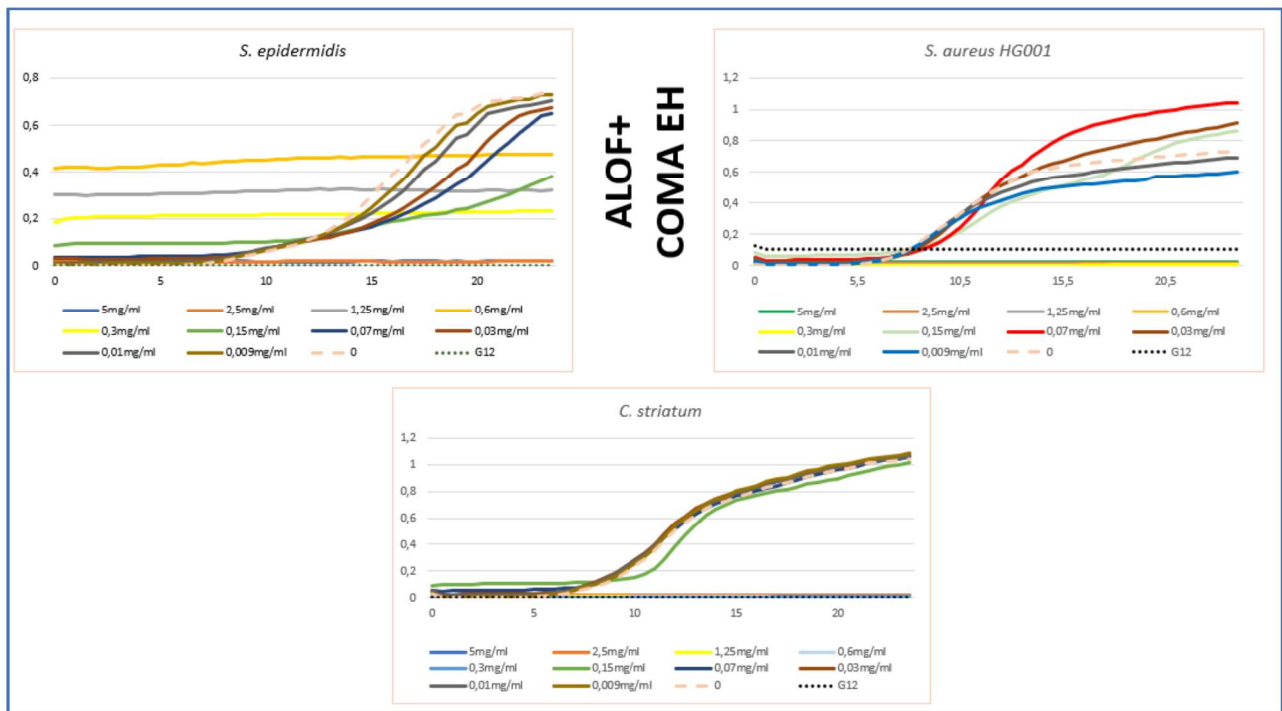 S. epidermidis
0,8
0,6
0,4
0,2
0
0 5 10 15 20
5mg/ml 2,5mg/ml 1,25mg/ml 0,6mg/ml
0,3mg/ml 0,15mg/ml 0,07mg/ml 0,03mg/ml
0,01mg/ml 0,009mg/ml 0 G12
ALOF+
COMA EH
S. aureus HG001
1,2
1
0,8
0,6
0,4
0,2
0
0 5,5 10,5 15,5 20,5
5mg/ml 2,5mg/ml 1,25mg/ml 0,6mg/ml
0,3mg/ml 0,15mg/ml 0,07mg/ml 0,03mg/ml
0,01mg/ml 0,009mg/ml 0 G12
C. striatum
1,2
1
0,8
0,6
0,4
0,2
0
0 5 10 15 20
5mg/ml 2,5mg/ml 1,25mg/ml 0,6mg/ml
0,3mg/ml 0,15mg/ml 0,07mg/ml 0,03mg/ml
0,01mg/ml 0,009mg/ml 0 G12